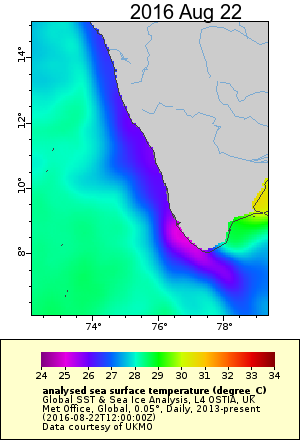 2016 Aug 22
14°
12°
10°
9°
8°
74°
76°
78°
24 25 26 27 28 29 30 31 32 33 34
analysed sea surface temperature (degree_C)
Global SST & Sea Ice Analysis, L4 OSTIA, UK
Met Office, Global, 0.05°, Daily, 2013-present
(2016-08-22T12:00:00Z)
Data courtesy of UKMO